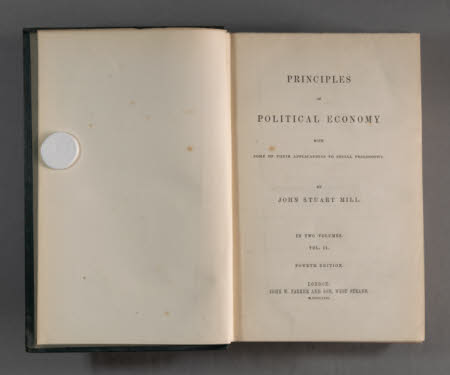 PRINCIPLES
OF
POLITICAL ECONOMY
WITH
SOME OF THEIR APPLICATIONS TO SOCIAL PHILOSOPHY.
BY
JOHN STUART MILL.
IN TWO VOLUMES.
VOL. II.
FOURTH EDITION.
LONDON:
JOHN W. PARKER AND SON, WEST STRAND.